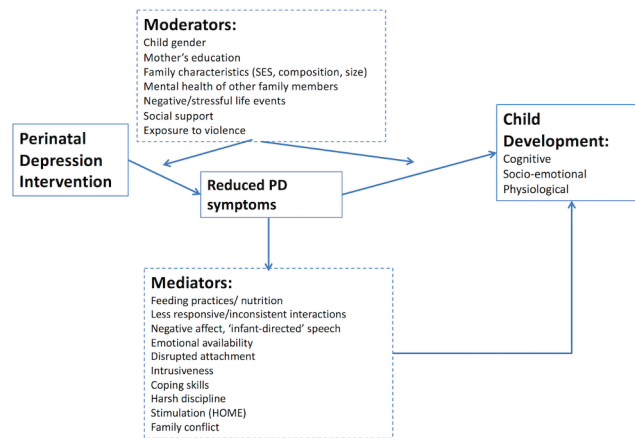 Moderators:
Child gender
Mother's education
Family characteristics (SES, composition, size)
Mental health of other family members
Negative/stressful life events
Social support
Exposure to violence
Perinatal
Depression
Intervention
Reduced PD
symptoms
Child
Development:
Cognitive
Socio-emotional
Physiological
Mediators:
Feeding practices/ nutrition
Less responsive/inconsistent interactions
Negative affect, 'infant-directed' speech
Emotional availability
Disrupted attachment
Intrusiveness
Coping skills
Harsh discipline
Stimulation (HOME)
Family conflict